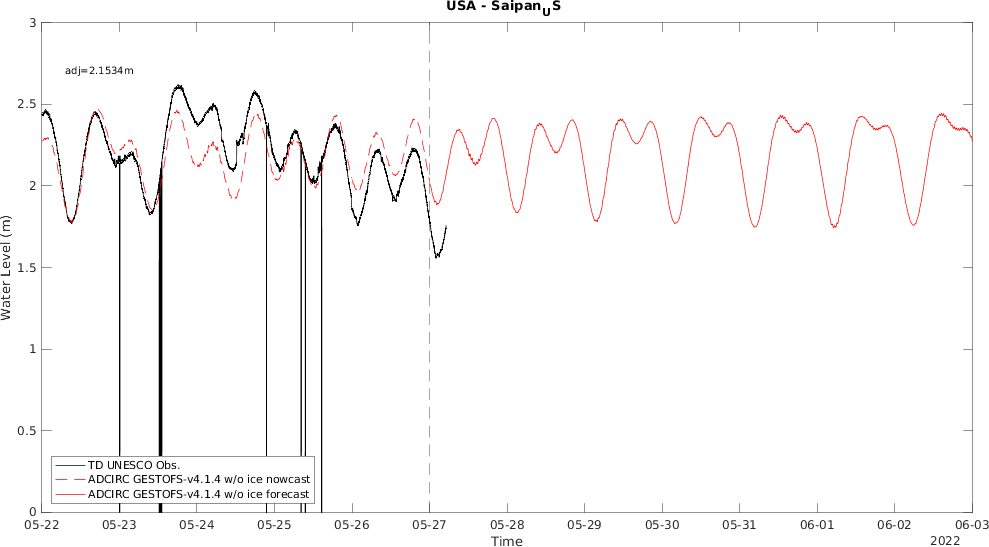 USA - SaipanUS
adj=2.1534m
3
2.5
2
1.5
1
0.5
0
Water Level (m)
TD UNESCO Obs.
ADCIRC GESTOFS-v4.1.4 w/o ice nowcast
ADCIRC GESTOFS-v4.1.4 w/o ice forecast
05-22 05-23 05-24 05-25 05-26 05-27 05-28 05-29 05-30 05-31 06-01 06-02 06-03
Time
2022